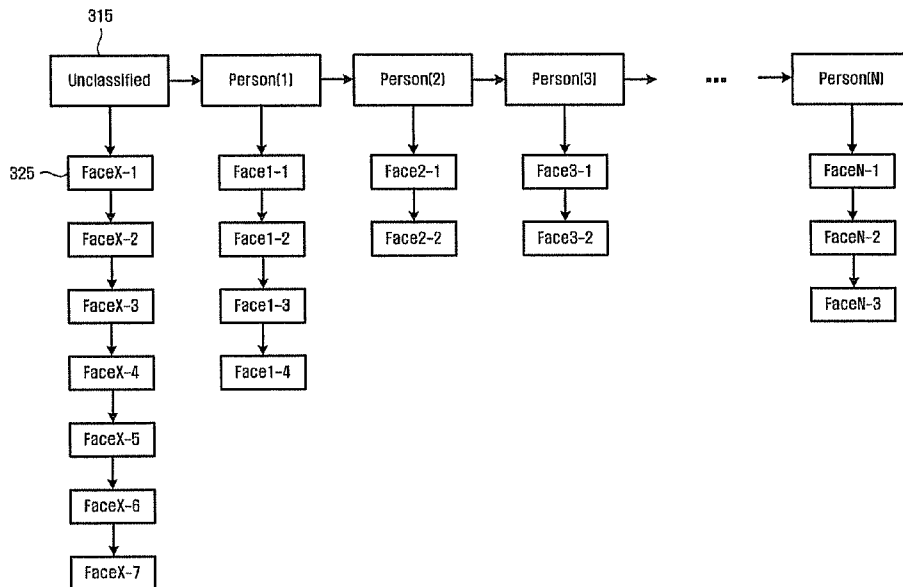 315
Unclassified
Person(1)
Person(2)
Person(3)
...
Person(N)
325
FaceX-1
Face1-1
Face2-1
Face3-1
FaceN-1
FaceX-2
Face1-2
Face2-2
Face3-2
FaceN-2
FaceX-3
Face1-3
FaceN-3
FaceX-4
Face1-4
FaceX-5
FaceX-6
FaceX-7